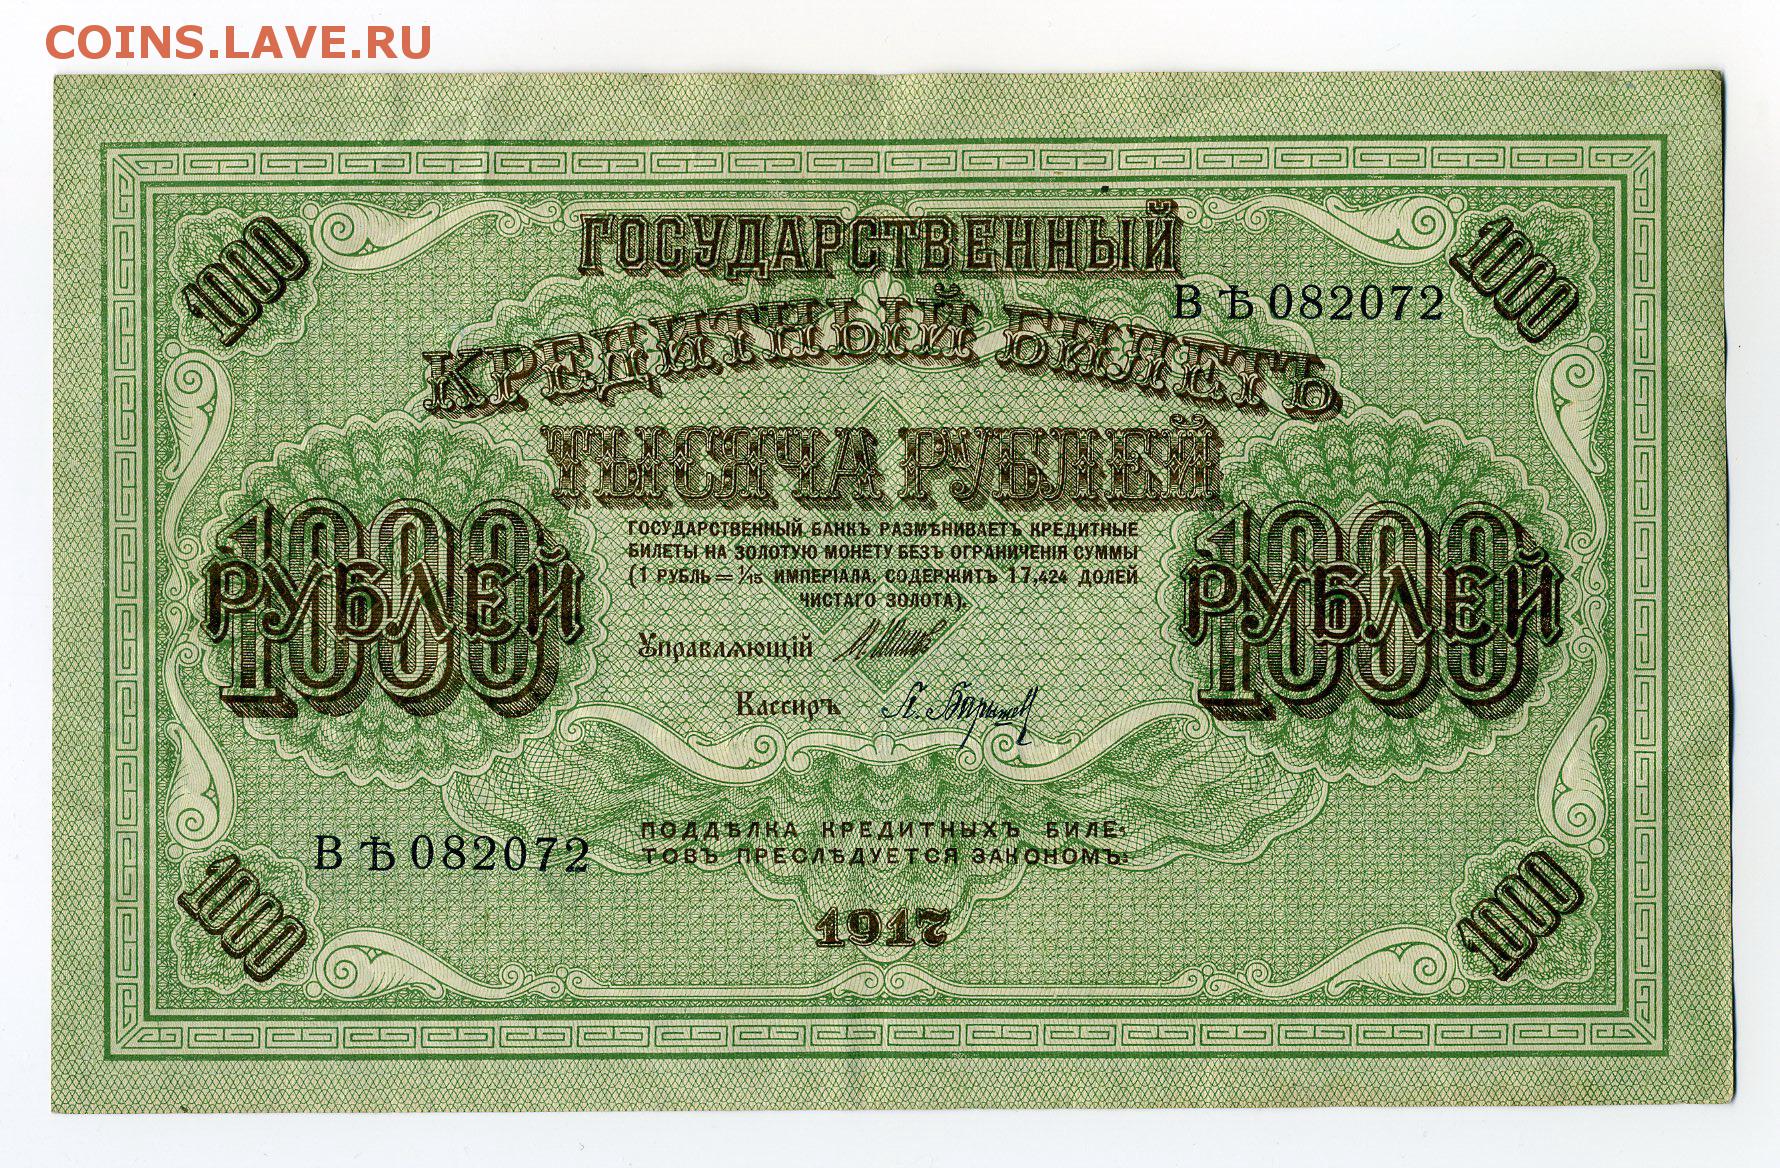 COINS.LAVE.RU
1000
ГОСУДАРСТВЕННЫЙ
1000
ВѢ 082072
КРЕДИТНЫЙ БИЛЕТЪ
ТЫСЯЧА РУБЛЕЙ
1000
РУБЛЕЙ
1000
РУБЛЕЙ
ГОСУДАРСТВЕННЫЙ БАНКЪ РАЗМѢНИВАЕТЪ КРЕДИТНЫЕ
БИЛЕТЫ НА ЗОЛОТУЮ МОНЕТУ БЕЗЪ ОГРАНИЧЕНІЯ СУММЫ
(1 РУБЛЬ = 1/15 ИМПЕРІАЛА, СОДЕРЖИТЪ 17,424 ДОЛЕЙ
ЧИСТАГО ЗОЛОТА).
Управляющій
Кассиръ
ВѢ 082072
ПОДДѢЛКА КРЕДИТНЫХЪ БИЛЕ-
ТОВЪ ПРЕСЛѢДУЕТСЯ ЗАКОНОМЪ.
1000
1917
1000